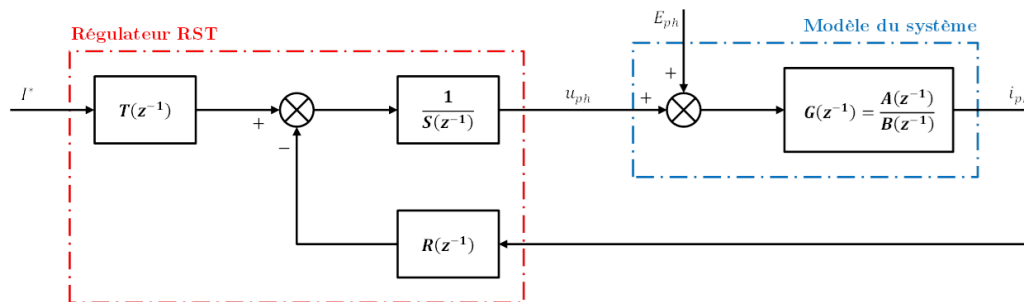 Régulateur RST
E_ph
Modèle du système
I*
T(z⁻¹)
+
−
1
S(z⁻¹)
u_ph
+
+
G(z⁻¹) = A(z⁻¹)
B(z⁻¹)
R(z⁻¹)